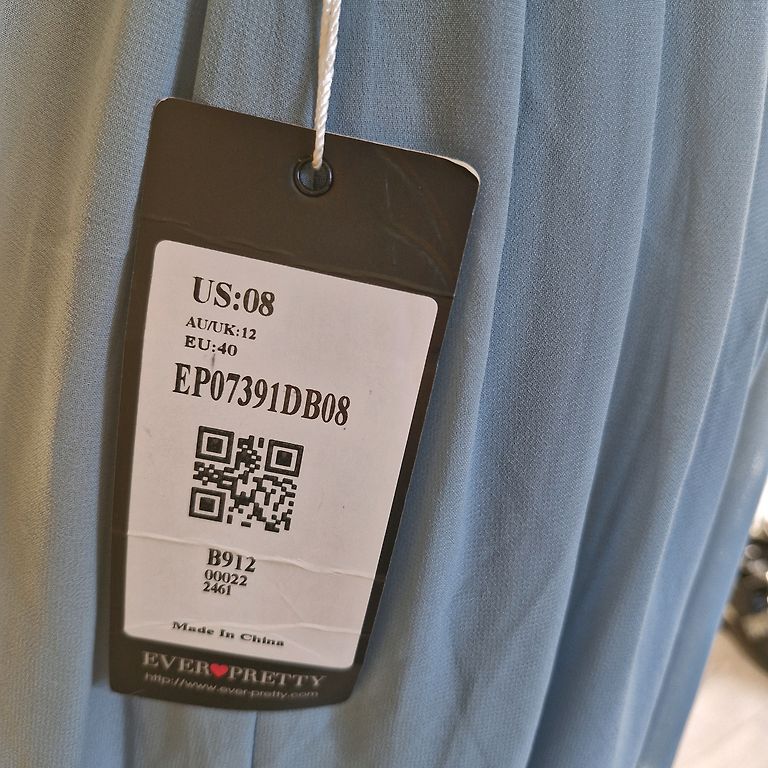 US:08
AU/UK:12
EU:40
EP07391DB08
B912
00022
2461
Made In China
EVER❤PRETTY
http://www.ever-pretty.com